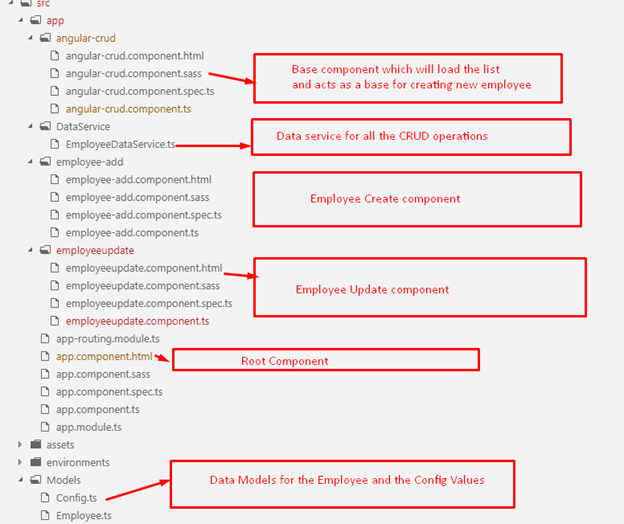 src
app
angular-crud
angular-crud.component.html
angular-crud.component.sass
Base component which will load the list
and acts as a base for creating new employee
angular-crud.component.spec.ts
angular-crud.component.ts
DataService
EmployeeDataService.ts
Data service for all the CRUD operations
employee-add
employee-add.component.html
employee-add.component.sass
employee-add.component.spec.ts
employee-add.component.ts
Employee Create component
employeeupdate
employeeupdate.component.html
employeeupdate.component.sass
employeeupdate.component.spec.ts
employeeupdate.component.ts
Employee Update component
app-routing.module.ts
app.component.html
Root Component
app.component.sass
app.component.spec.ts
app.component.ts
app.module.ts
assets
environments
Models
Config.ts
Employee.ts
Data Models for the Employee and the Config Values